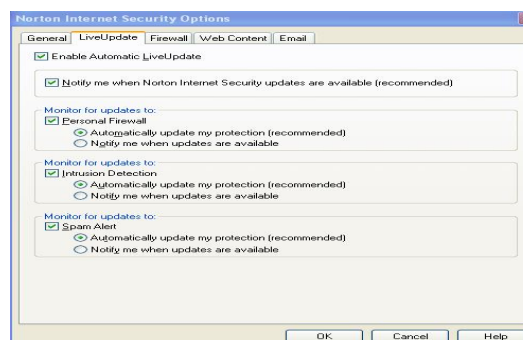 Norton Internet Security Options
General LiveUpdate Firewall Web Content Email
Enable Automatic LiveUpdate
Notify me when Norton Internet Security updates are available (recommended)
Monitor for updates to:
Personal Firewall
Automatically update my protection (recommended)
Notify me when updates are available
Monitor for updates to:
Intrusion Detection
Automatically update my protection (recommended)
Notify me when updates are available
Monitor for updates to:
Spam Alert
Automatically update my protection (recommended)
Notify me when updates are available
OK Cancel Help